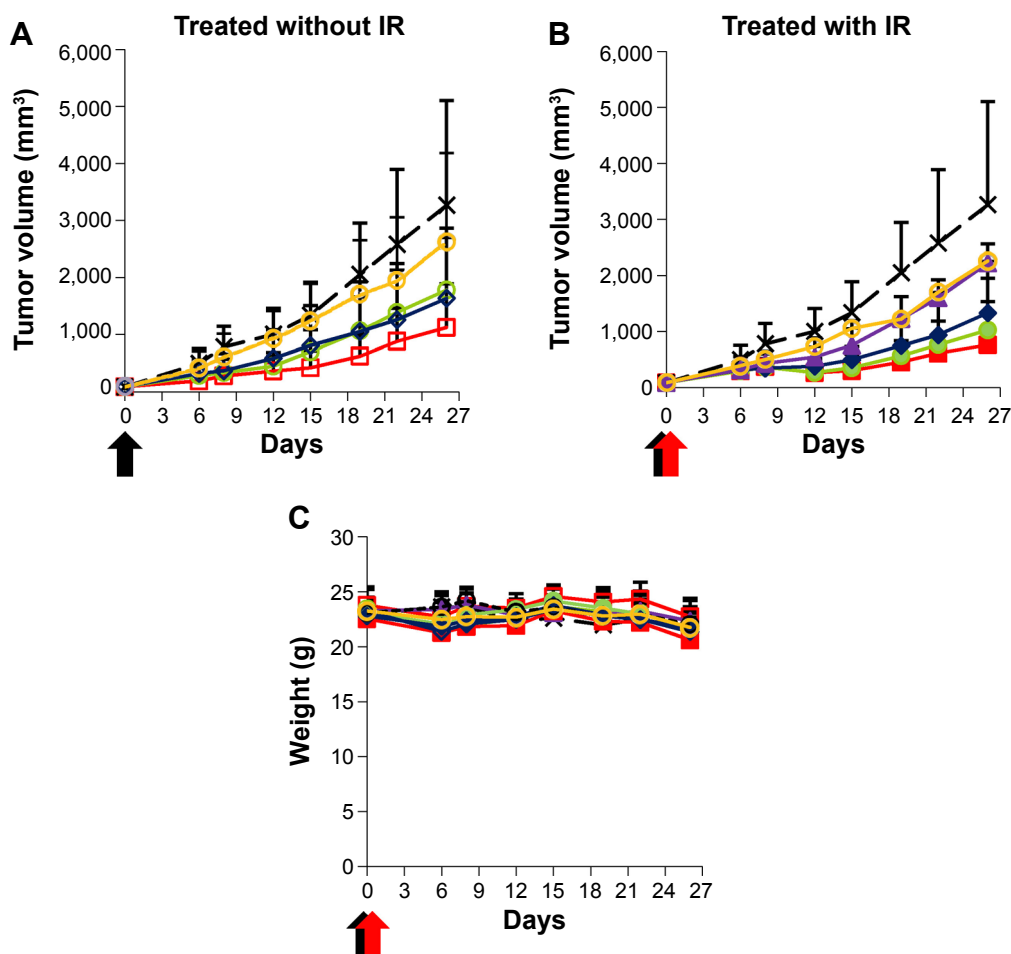 A
Treated without IR
Tumor volume (mm³)
6,000
5,000
4,000
3,000
2,000
1,000
0
0 3 6 9 12 15 18 21 24 27
Days
B
Treated with IR
Tumor volume (mm³)
6,000
5,000
4,000
3,000
2,000
1,000
0
0 3 6 9 12 15 18 21 24 27
Days
C
Weight (g)
30
25
20
15
10
5
0
0 3 6 9 12 15 18 21 24 27
Days